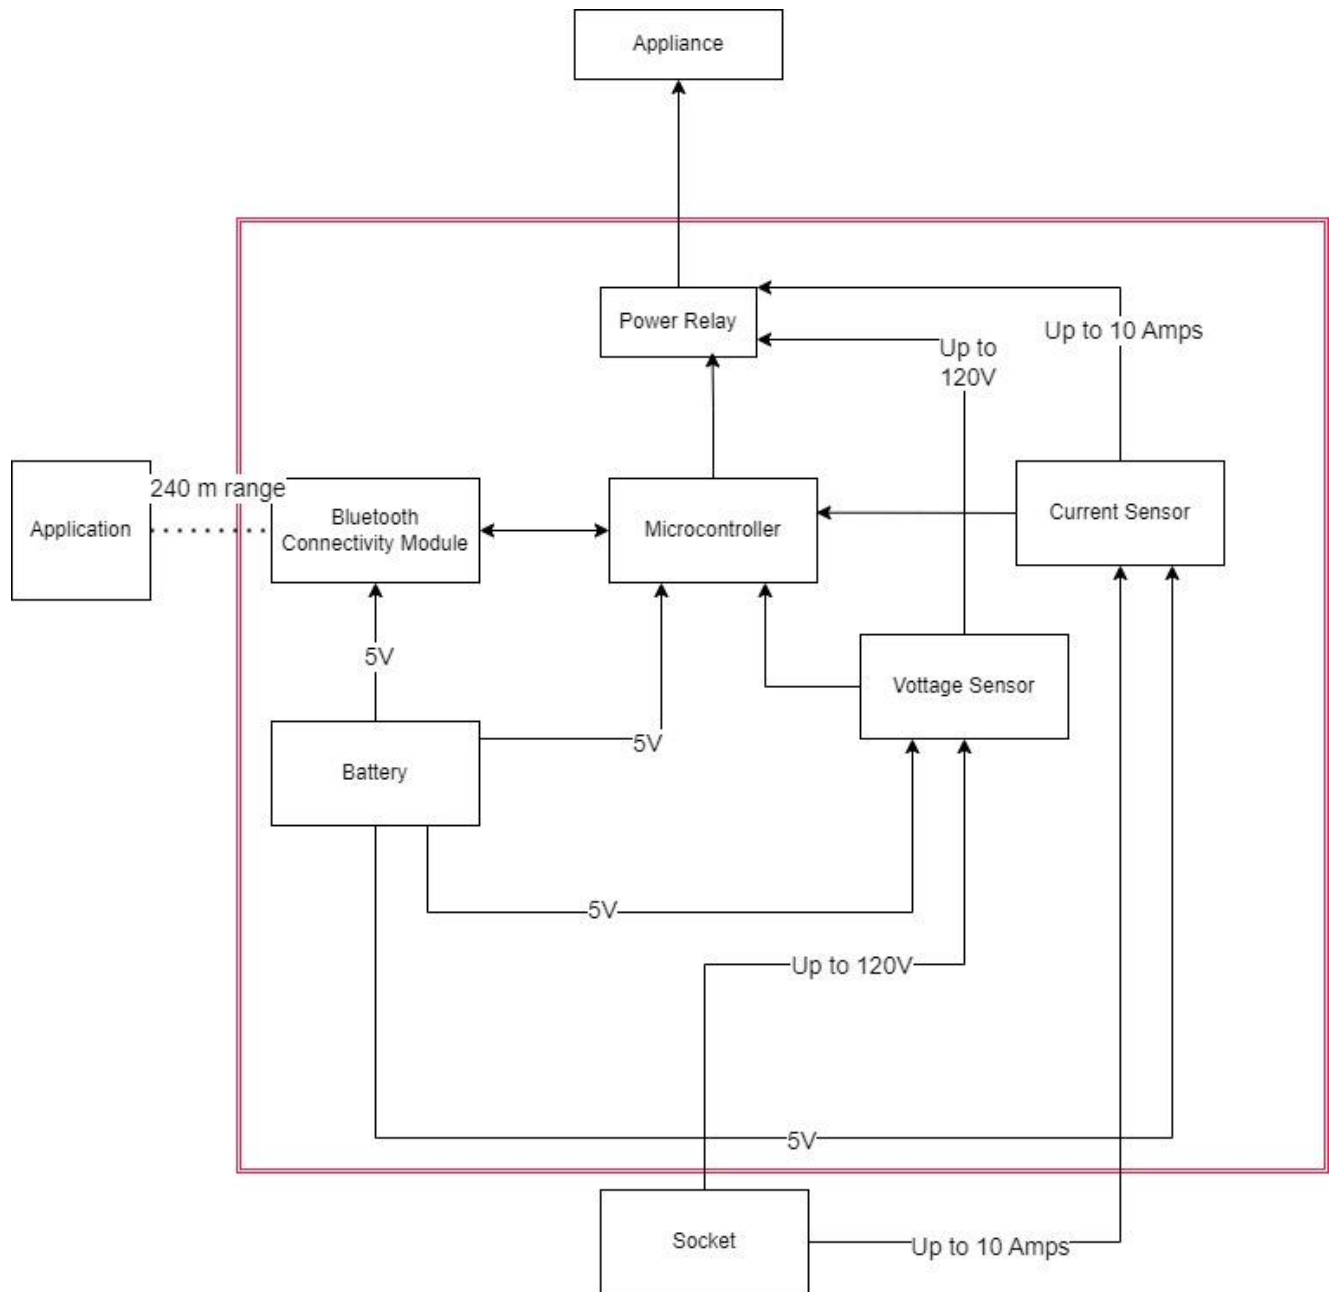 Appliance
Power Relay
Up to 10 Amps
Up to
120V
240 m range
Application
Bluetooth
Connectivity Module
Microcontroller
Current Sensor
5V
Vottage Sensor
5V
Battery
5V
Up to 120V
5V
Socket
Up to 10 Amps